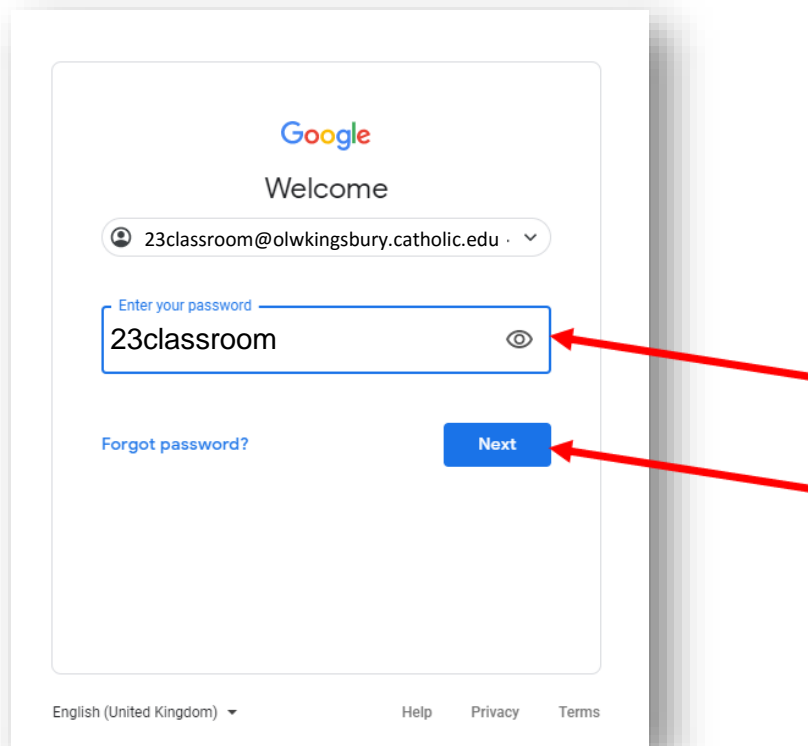 Google
Welcome
23classroom@olwkingsbury.catholic.edu ·
Enter your password
23classroom
Forgot password?
Next
English (United Kingdom)
Help Privacy Terms